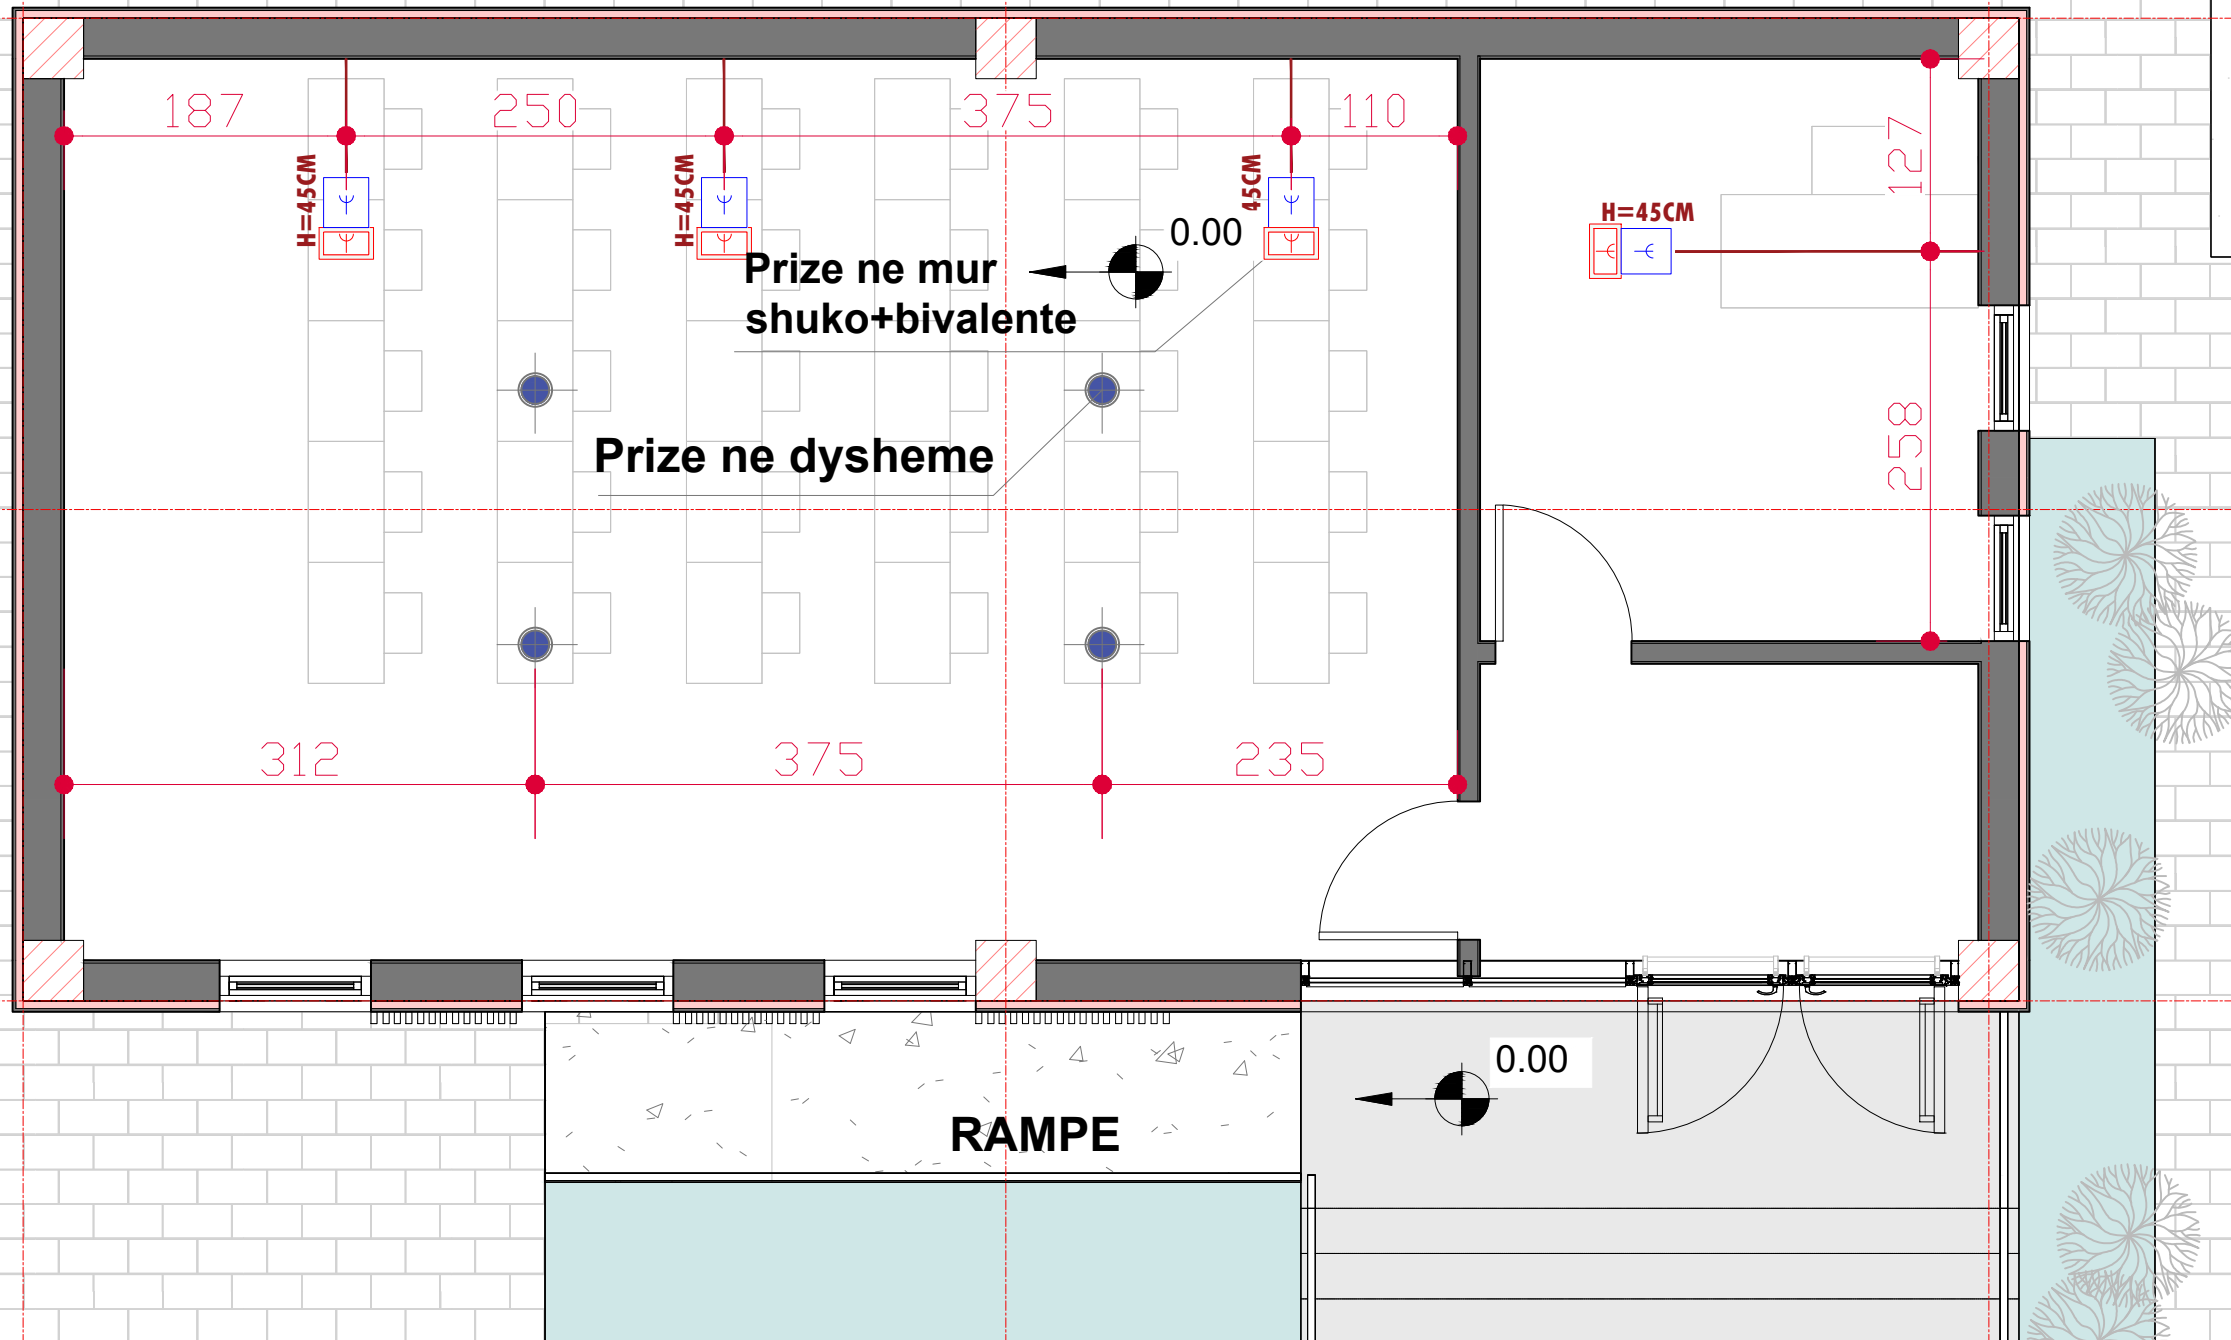 187
250
375
110
127
H=45CM
H=45CM
45CM
H=45CM
0.00
Prize ne mur
shuko+bivalente
258
Prize ne dysheme
312
375
235
0.00
RAMPE